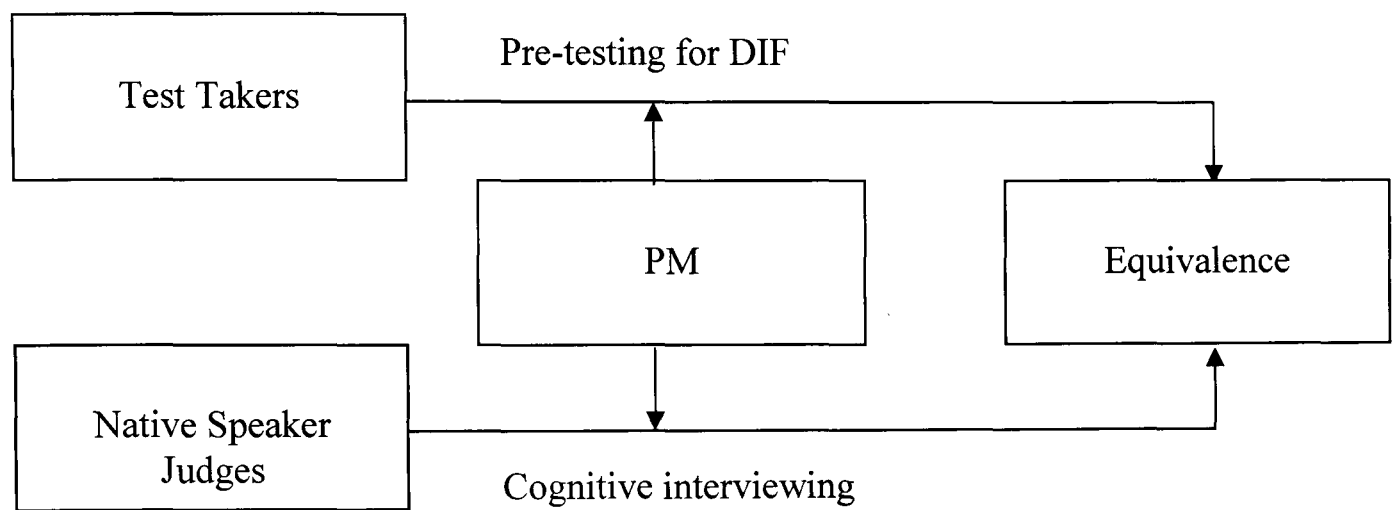 Pre-testing for DIF
Test Takers
PM
Equivalence
Native Speaker
Judges
Cognitive interviewing